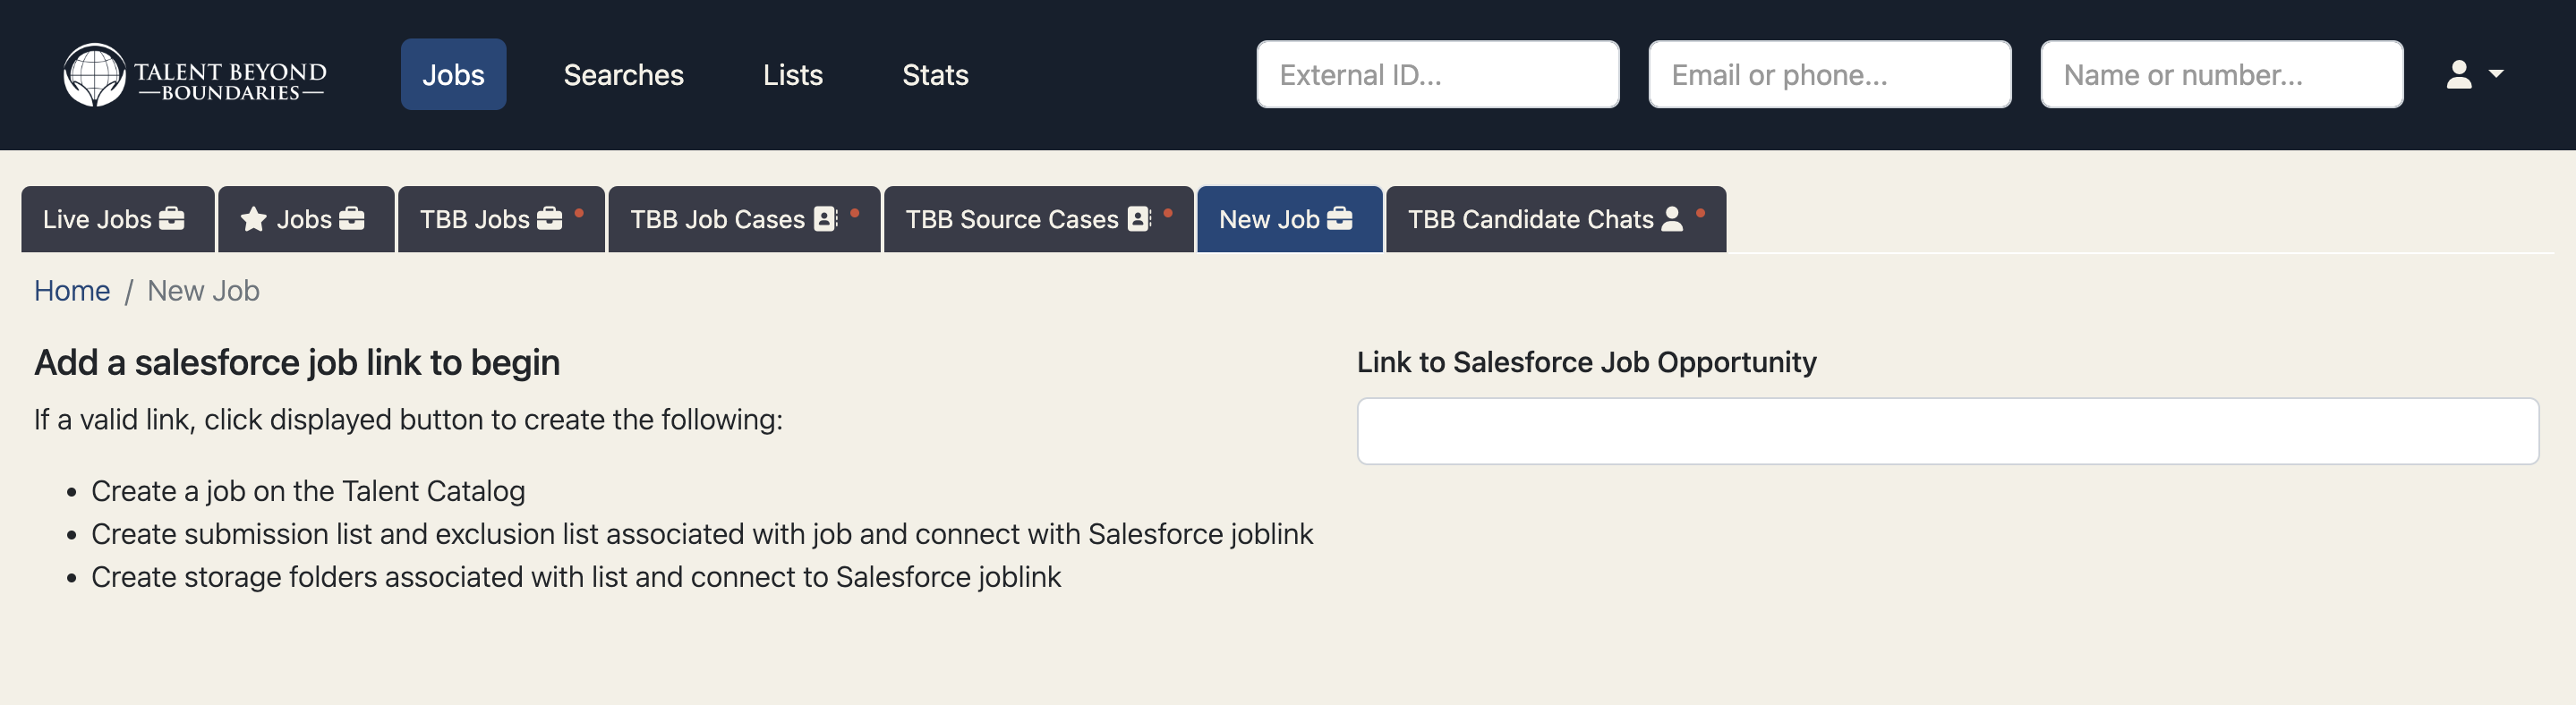 TALENT BEYOND
—BOUNDARIES—
Jobs
Searches
Lists
Stats
External ID...
Email or phone...
Name or number...
Live Jobs
Jobs
TBB Jobs
TBB Job Cases
TBB Source Cases
New Job
TBB Candidate Chats
Home / New Job
Add a salesforce job link to begin
If a valid link, click displayed button to create the following:
• Create a job on the Talent Catalog
• Create submission list and exclusion list associated with job and connect with Salesforce joblink
• Create storage folders associated with list and connect to Salesforce joblink
Link to Salesforce Job Opportunity